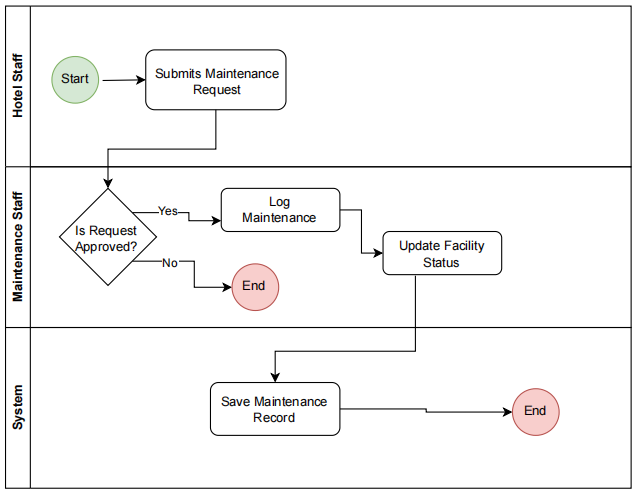 Hotel Staff
Start
Submits Maintenance
Request
Maintenance Staff
Is Request
Approved?
Yes
No
Log
Maintenance
Update Facility
Status
End
System
Save Maintenance
Record
End